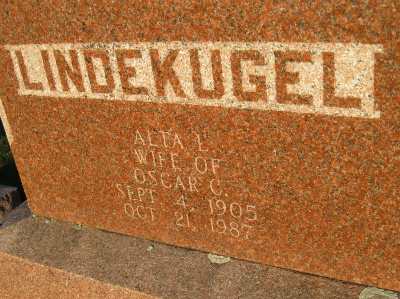 LINDEKUGEL
ALTA L.
WIFE OF
OSCAR C.
SEPT 4, 1905
OCT 21, 1987